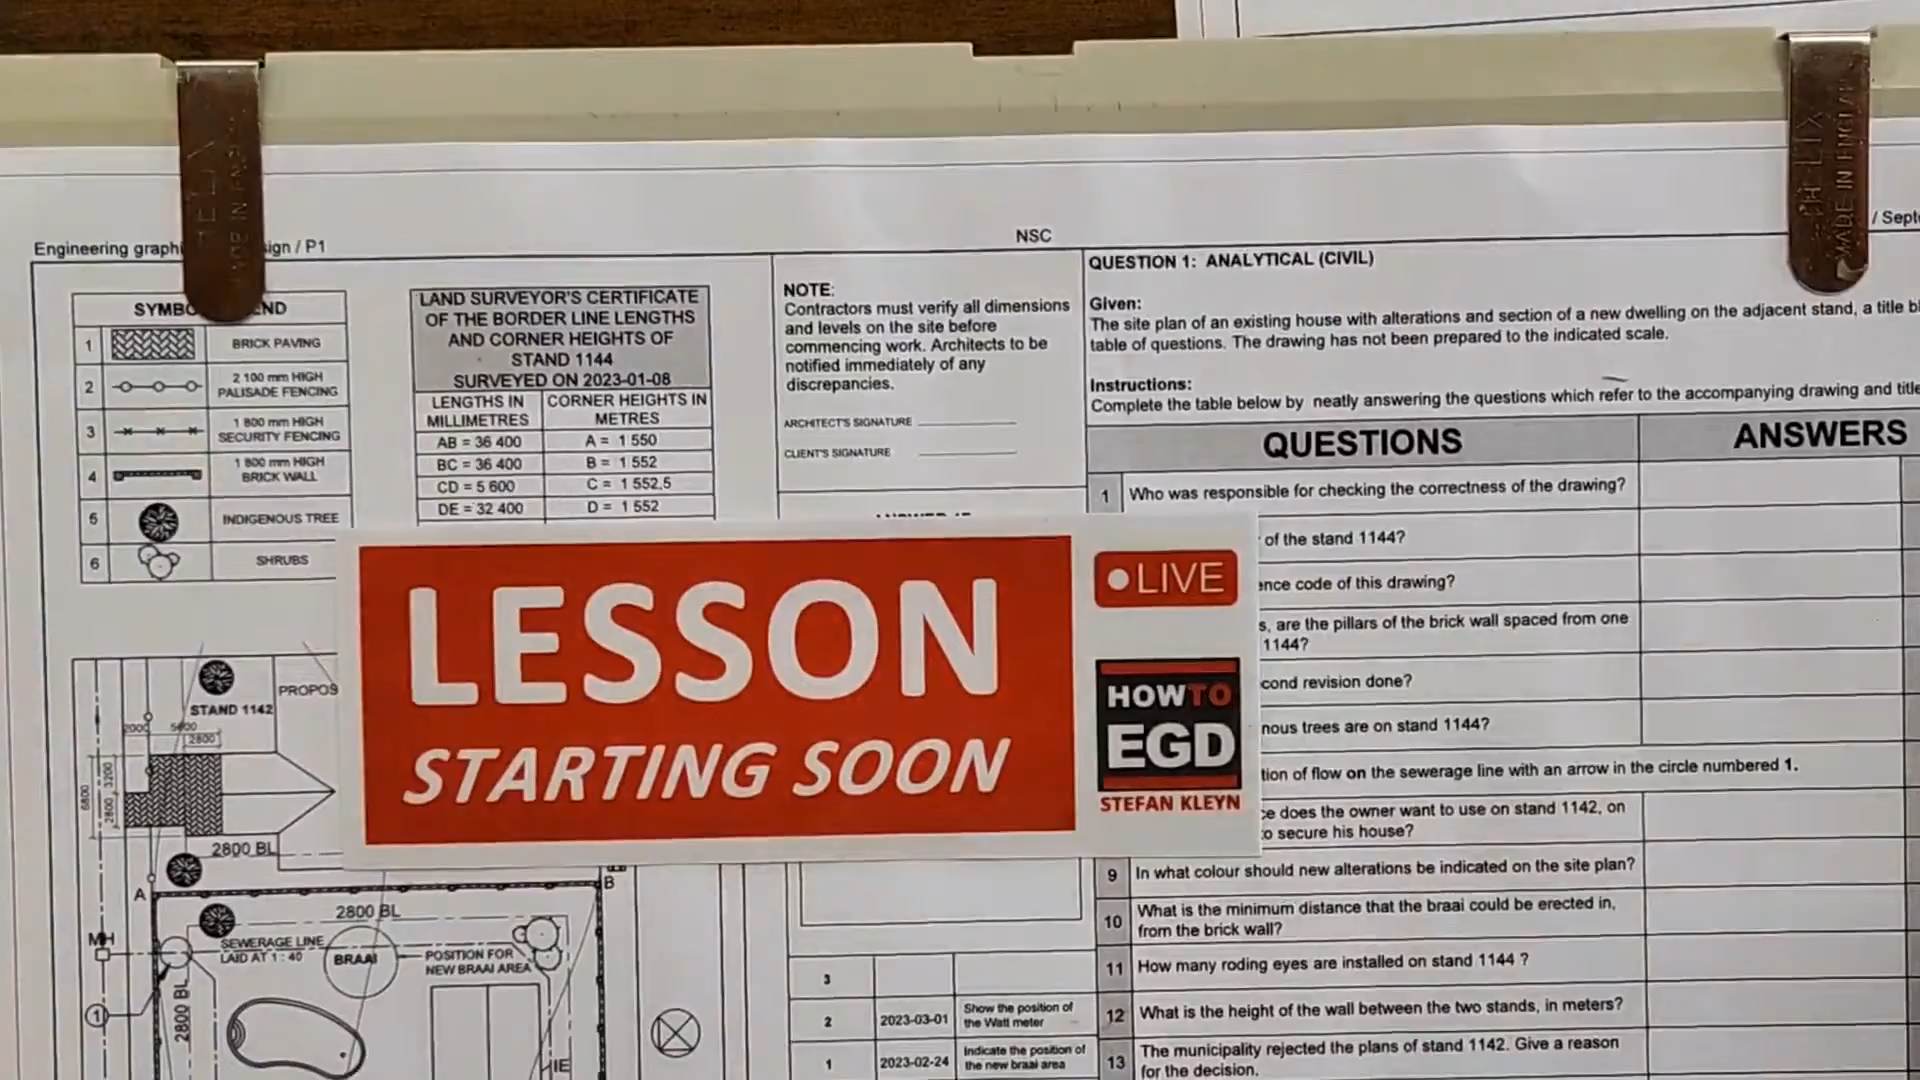 Engineering graphi
ign / P1
NSC
/ Septe
SYMBO
ND
1
BRICK PAVING
2
2 100 mm HIGH
PALISADE FENCING
3
1 800 mm HIGH
SECURITY FENCING
4
1 800 mm HIGH
BRICK WALL
5
INDIGENOUS TREE
6
SHRUBS
LAND SURVEYOR'S CERTIFICATE
OF THE BORDER LINE LENGTHS
AND CORNER HEIGHTS OF
STAND 1144
SURVEYED ON 2023-01-08
LENGTHS IN
MILLIMETRES
CORNER HEIGHTS IN
METRES
AB = 36 400
A = 1 550
BC = 36 400
B = 1 552
CD = 5 600
C = 1 552,5
DE = 32 400
D = 1 552
NOTE:
Contractors must verify all dimensions
and levels on the site before
commencing work. Architects to be
notified immediately of any
discrepancies.
ARCHITECT'S SIGNATURE
CLIENT'S SIGNATURE
QUESTION 1: ANALYTICAL (CIVIL)
Given:
The site plan of an existing house with alterations and section of a new dwelling on the adjacent stand, a title bl
table of questions. The drawing has not been prepared to the indicated scale.
Instructions:
Complete the table below by neatly answering the questions which refer to the accompanying drawing and title
QUESTIONS
ANSWERS
1
Who was responsible for checking the correctness of the drawing?
of the stand 1144?
ence code of this drawing?
s, are the pillars of the brick wall spaced from one
1144?
cond revision done?
nous trees are on stand 1144?
tion of flow on the sewerage line with an arrow in the circle numbered 1.
ce does the owner want to use on stand 1142, on
to secure his house?
9
In what colour should new alterations be indicated on the site plan?
10
What is the minimum distance that the braai could be erected in,
from the brick wall?
11
How many roding eyes are installed on stand 1144 ?
12
What is the height of the wall between the two stands, in meters?
13
The municipality rejected the plans of stand 1142. Give a reason
for the decision.
LESSON
STARTING SOON
LIVE
HOWTO
EGD
STEFAN KLEYN
PROPOS
STAND 1142
2000
5600
2800
6800
2800
3200
2800 BL
A
B
2800 BL
MH
SEWERAGE LINE
LAID AT 1 : 40
BRAAI
POSITION FOR
NEW BRAAI AREA
1
2800 BL
IE
3
2
2023-03-01
Show the position of
the Watt meter
1
2023-02-24
Indicate the position of
the new braai area